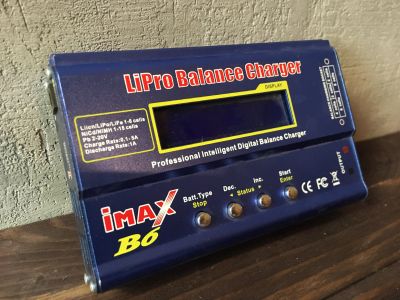 LiPro Balance Charger
DISPLAY
LiIon/LiPo/LiFe 1-6 cells
NiCd/NiMH 1-15 cells
Pb 2-20V
Charge Rate:0.1-5A
Discharge Rate:1A
Professional Intelligent Digital Balance Charger
OUTPUT
Batt.Type
Stop
Dec.
Inc.
Status
Start
Enter
CE FC
iMAX
B6